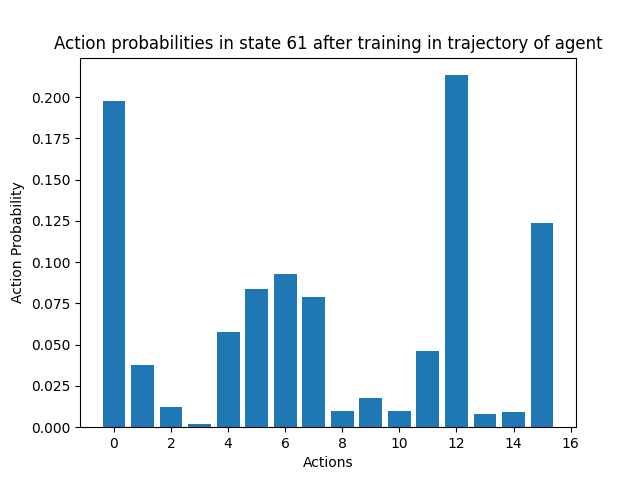 Action probabilities in state 61 after training in trajectory of agent
0.200
0.175
0.150
0.125
0.100
0.075
0.050
0.025
0.000
Action Probability
0 2 4 6 8 10 12 14 16
Actions